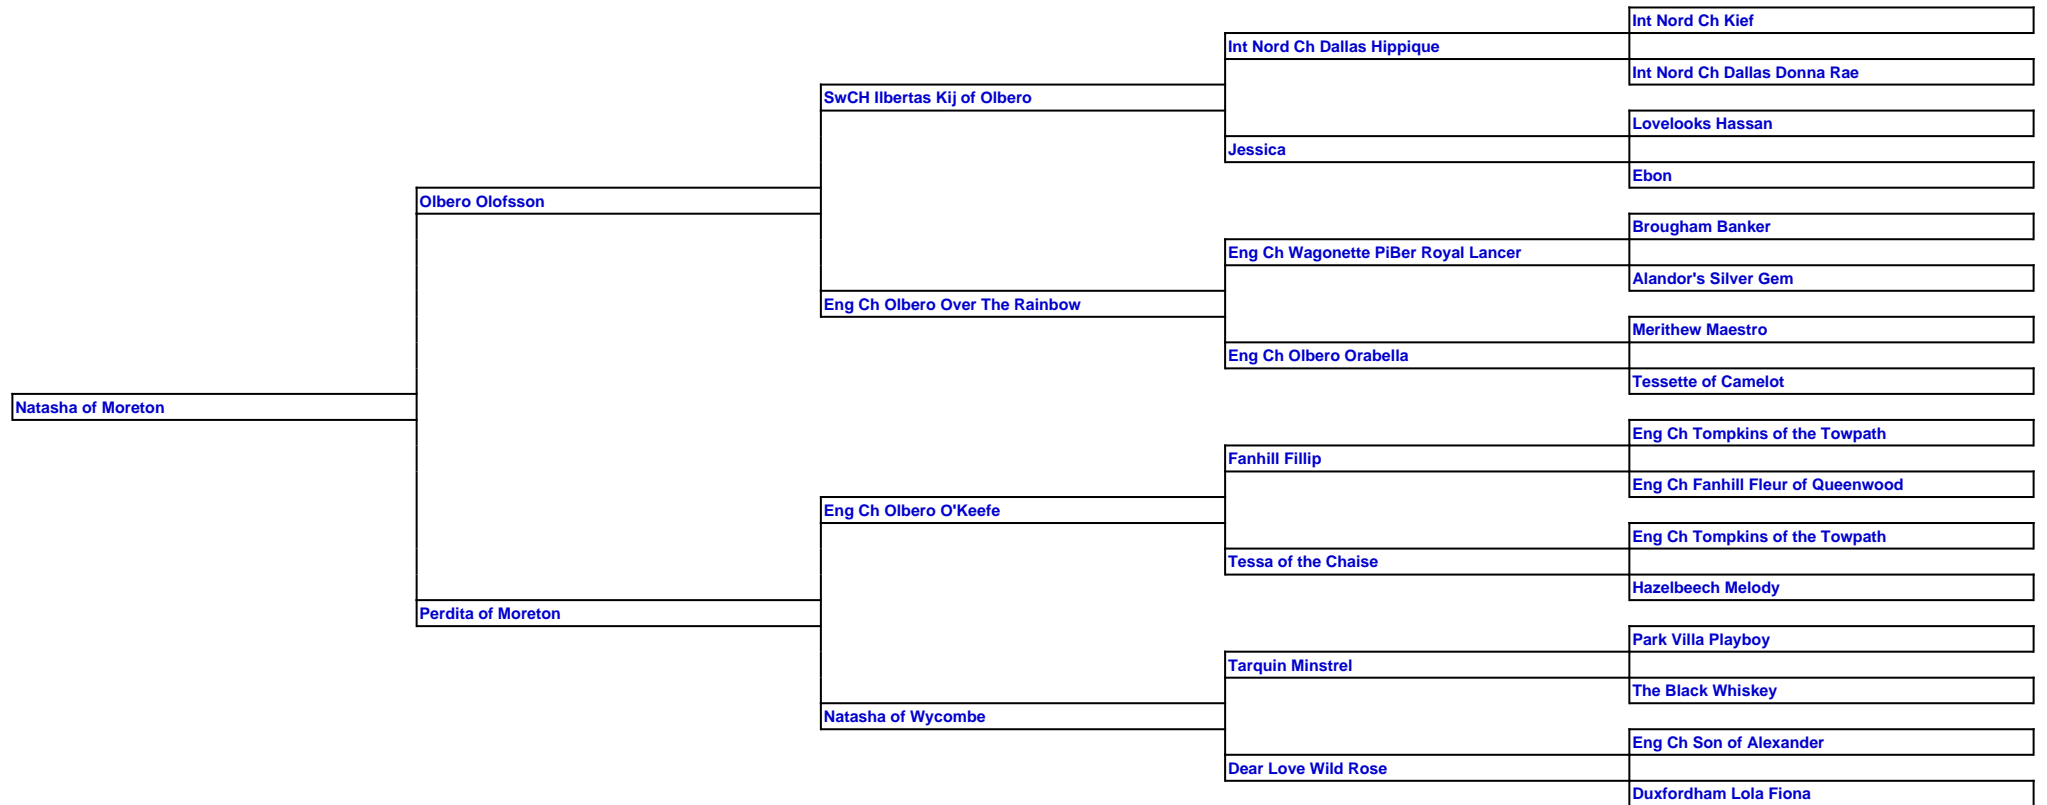 Int Nord Ch Kief
Int Nord Ch Dallas Hippique
Int Nord Ch Dallas Donna Rae
SwCH Ilbertas Kij of Olbero
Lovelooks Hassan
Jessica
Ebon
Olbero Olofsson
Brougham Banker
Eng Ch Wagonette PiBer Royal Lancer
Alandor's Silver Gem
Eng Ch Olbero Over The Rainbow
Merithew Maestro
Eng Ch Olbero Orabella
Tessette of Camelot
Natasha of Moreton
Eng Ch Tompkins of the Towpath
Fanhill Fillip
Eng Ch Fanhill Fleur of Queenwood
Eng Ch Olbero O'Keefe
Eng Ch Tompkins of the Towpath
Tessa of the Chaise
Hazelbeech Melody
Perdita of Moreton
Park Villa Playboy
Tarquin Minstrel
The Black Whiskey
Natasha of Wycombe
Eng Ch Son of Alexander
Dear Love Wild Rose
Duxfordham Lola Fiona